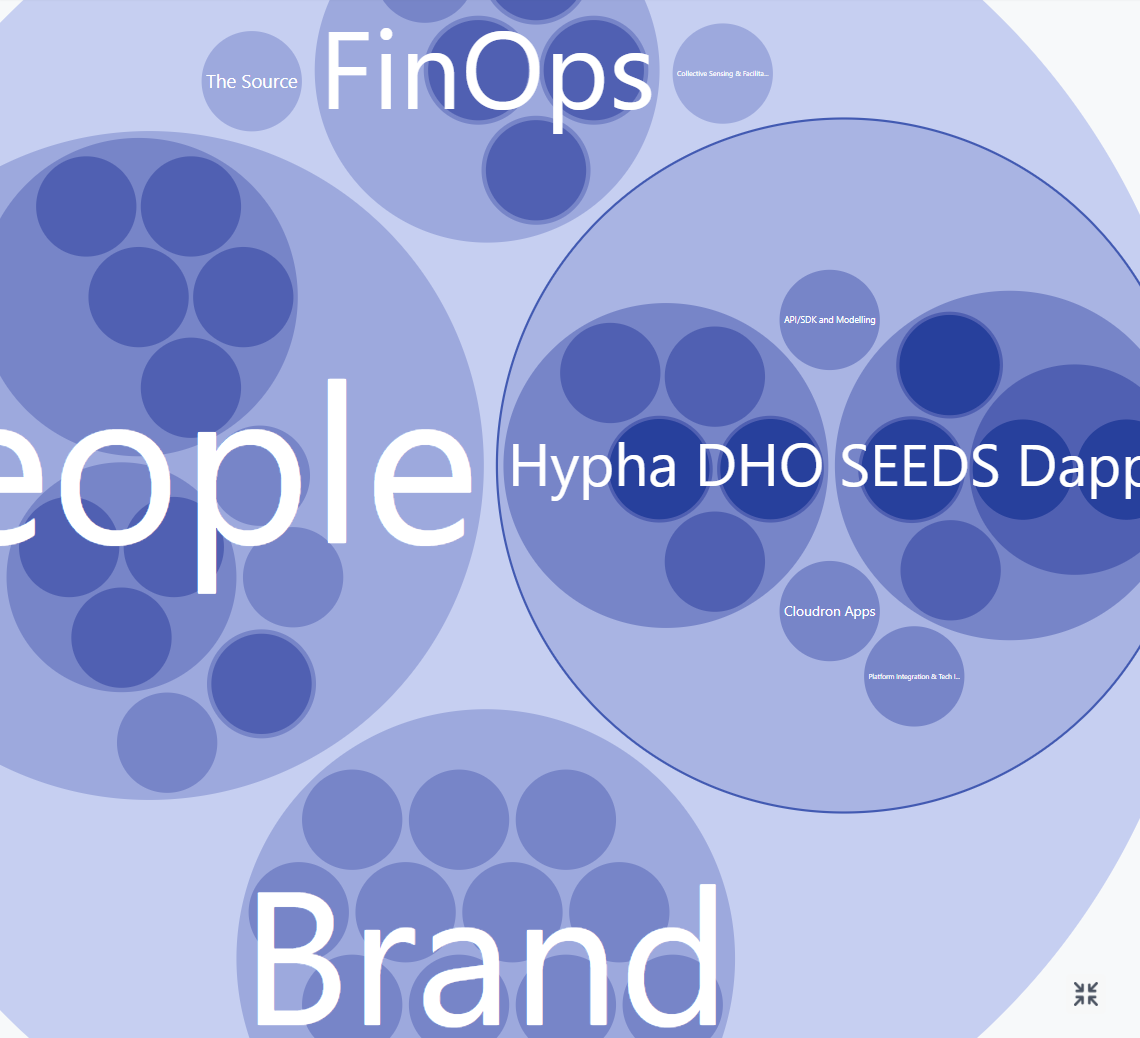 FinOps
The Source
Collective Sensing & Facilita...
API/SDK and Modelling
eople
Hypha DHO
SEEDS Dapp
Cloudron Apps
Platform Integration & Tech I...
Brand